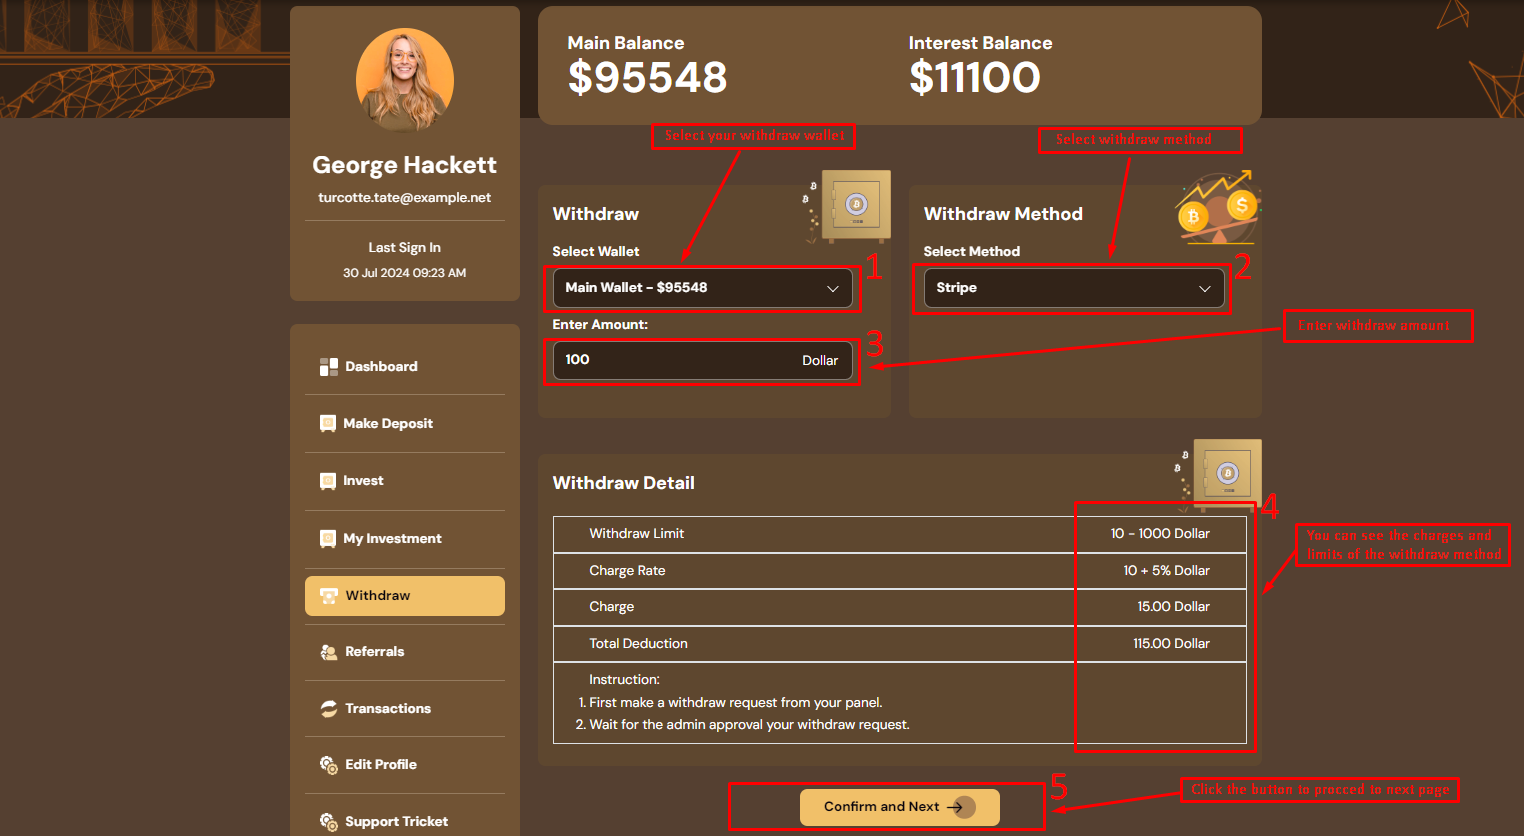 Main Balance
$95548
Interest Balance
$11100
George Hackett
turcotte.tate@example.net
Last Sign In
30 Jul 2024 09:23 AM
Dashboard
Make Deposit
Invest
My Investment
Withdraw
Referrals
Transactions
Edit Profile
Support Tricket
Select your withdraw wallet
Select withdraw method
Withdraw
Select Wallet
1
Main Wallet - $95548
Enter Amount:
3
100
Dollar
Withdraw Method
Select Method
2
Stripe
Enter withdraw amount
Withdraw Detail
4
Withdraw Limit
10 - 1000 Dollar
Charge Rate
10 + 5% Dollar
Charge
15.00 Dollar
Total Deduction
115.00 Dollar
Instruction:
1. First make a withdraw request from your panel.
2. Wait for the admin approval your withdraw request.
You can see the charges and
limits of the withdraw method
5
Confirm and Next
Click the button to procced to next page